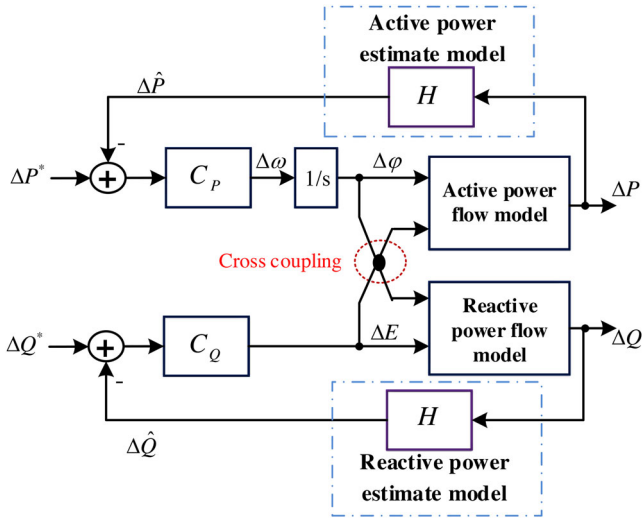 Active power
estimate model
ΔP̂
H
-
ΔP*
+
C_P
Δω
1/s
Δφ
Active power
flow model
ΔP
Cross coupling
ΔQ*
+
C_Q
ΔE
Reactive
power flow
model
ΔQ
-
ΔQ̂
H
Reactive power
estimate model